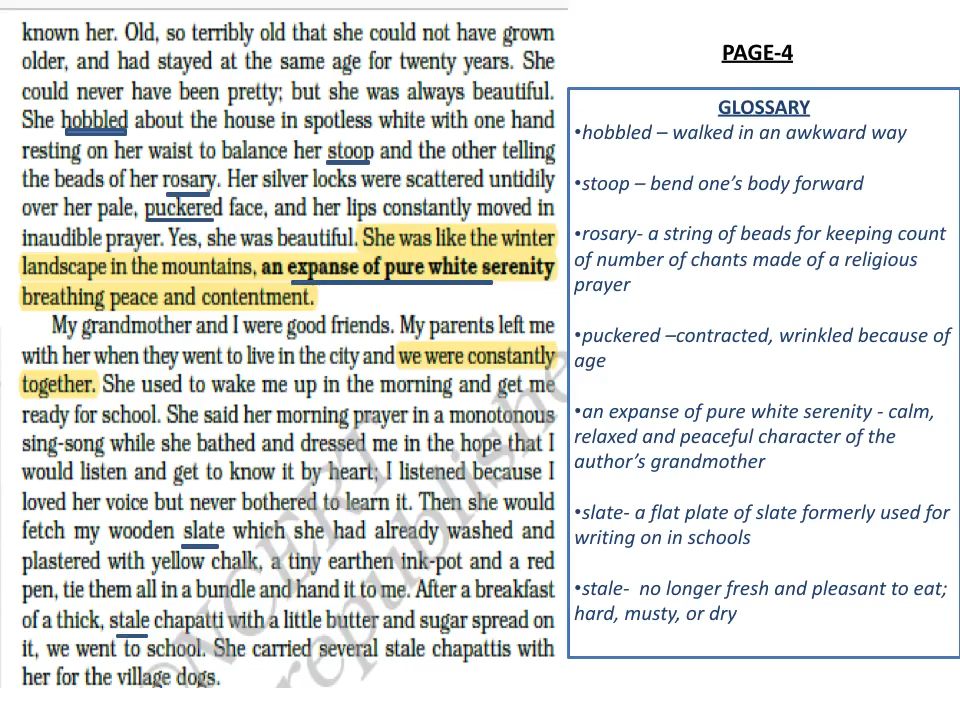 known her. Old, so terribly old that she could not have grown
older, and had stayed at the same age for twenty years. She
could never have been pretty; but she was always beautiful.
She hobbled about the house in spotless white with one hand
resting on her waist to balance her stoop and the other telling
the beads of her rosary. Her silver locks were scattered untidily
over her pale, puckered face, and her lips constantly moved in
inaudible prayer. Yes, she was beautiful. She was like the winter
landscape in the mountains, an expanse of pure white serenity
breathing peace and contentment.
My grandmother and I were good friends. My parents left me
with her when they went to live in the city and we were constantly
together. She used to wake me up in the morning and get me
ready for school. She said her morning prayer in a monotonous
sing-song while she bathed and dressed me in the hope that I
would listen and get to know it by heart; I listened because I
loved her voice but never bothered to learn it. Then she would
fetch my wooden slate which she had already washed and
plastered with yellow chalk, a tiny earthen ink-pot and a red
pen, tie them all in a bundle and hand it to me. After a breakfast
of a thick, stale chapatti with a little butter and sugar spread on
it, we went to school. She carried several stale chapattis with
her for the village dogs.
©NCERT
republishe
PAGE-4
GLOSSARY
•hobbled – walked in an awkward way
•stoop – bend one’s body forward
•rosary- a string of beads for keeping count
of number of chants made of a religious
prayer
•puckered –contracted, wrinkled because of
age
•an expanse of pure white serenity - calm,
relaxed and peaceful character of the
author’s grandmother
•slate- a flat plate of slate formerly used for
writing on in schools
•stale- no longer fresh and pleasant to eat;
hard, musty, or dry